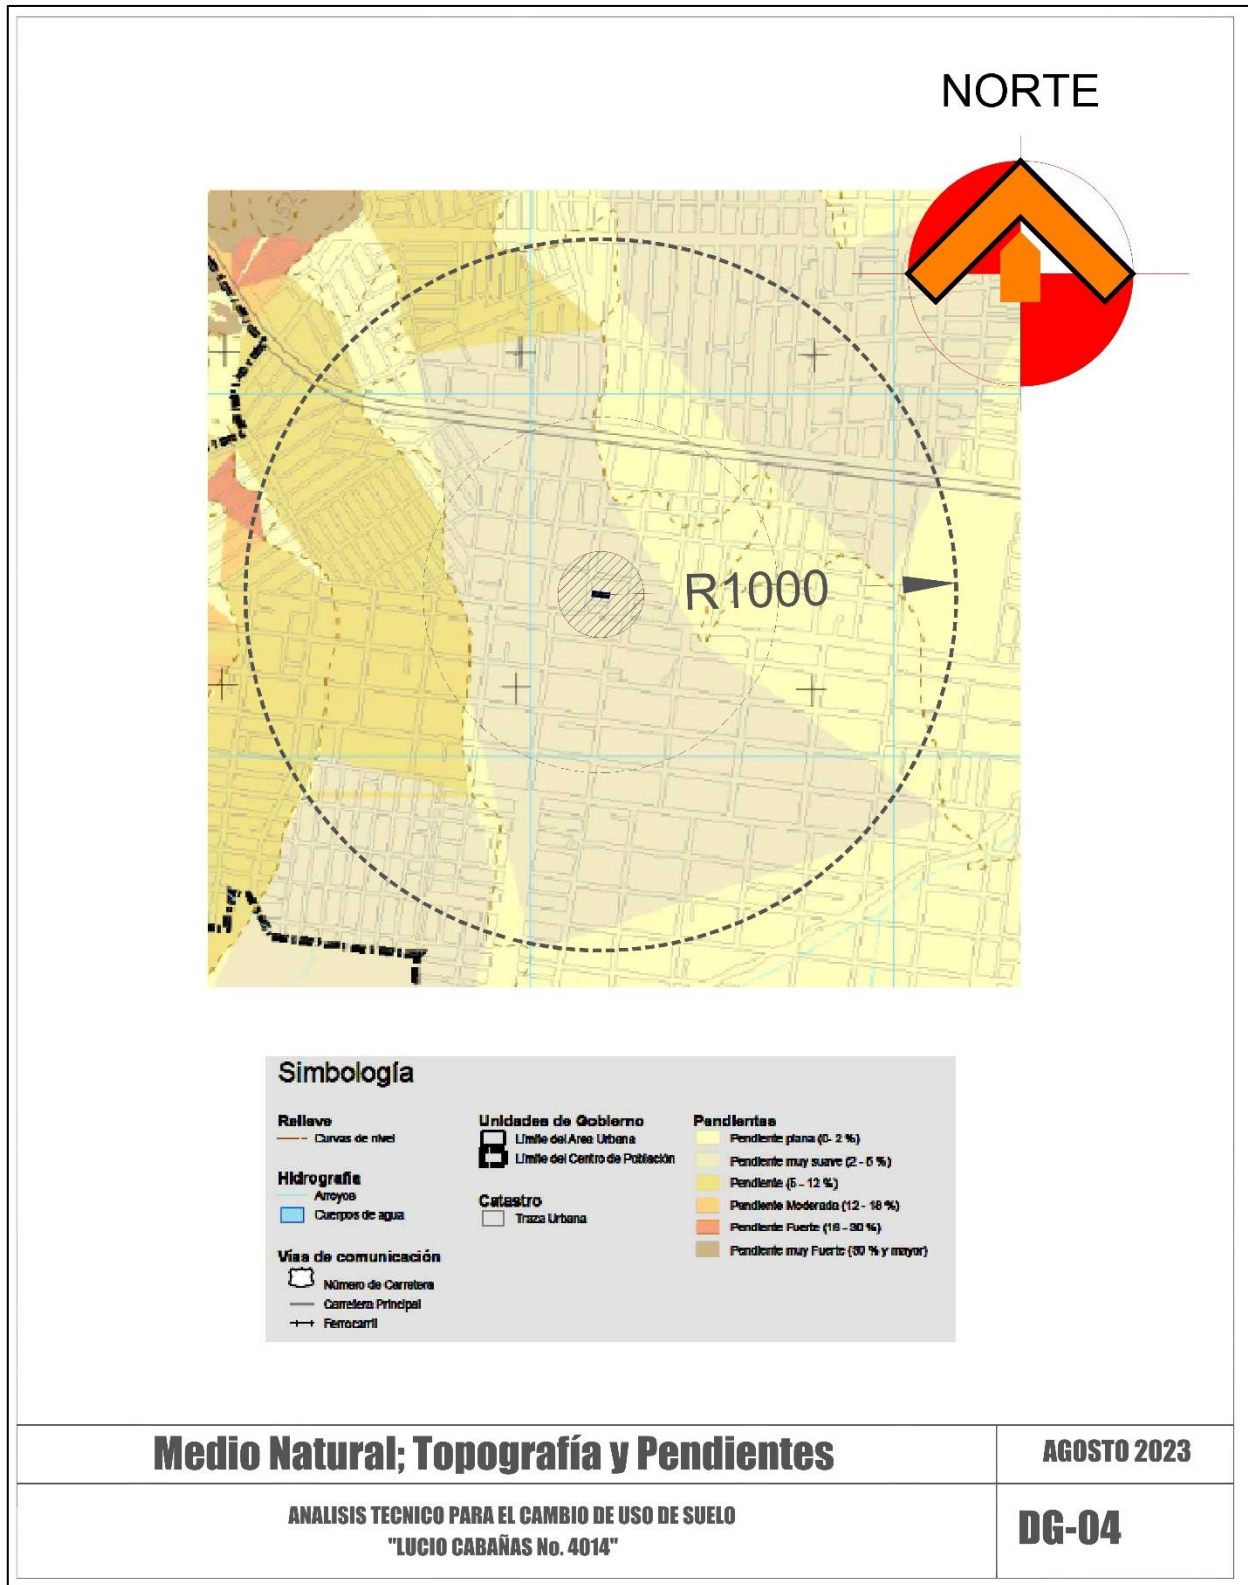 NORTE
R1000
Simbología
Relieve
Curvas de nivel
Hidrografía
Arroyos
Cuerpos de agua
Vías de comunicación
Número de Carretera
Carretera Principal
Ferrocarril
Unidades de Gobierno
Límite del Area Urbana
Límite del Centro de Población
Catastro
Traza Urbana
Pendientes
Pendiente plana (0- 2 %)
Pendiente muy suave (2 - 5 %)
Pendiente (5 - 12 %)
Pendiente Moderada (12 - 18 %)
Pendiente Fuerte (18 - 30 %)
Pendiente muy Fuerte (30 % y mayor)
Medio Natural; Topografía y Pendientes
AGOSTO 2023
ANALISIS TECNICO PARA EL CAMBIO DE USO DE SUELO
"LUCIO CABAÑAS No. 4014"
DG-04